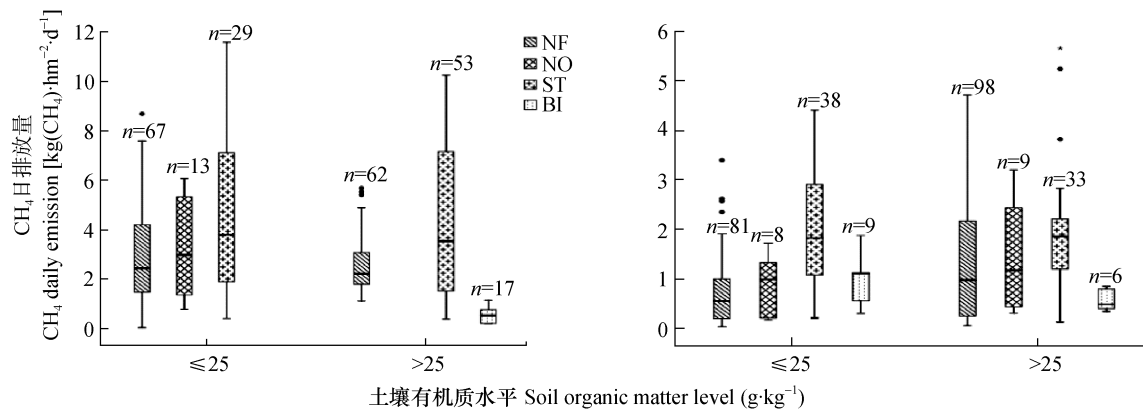 CH₄日排放量
CH₄ daily emission [kg(CH₄)·hm⁻²·d⁻¹]
12
10
8
6
4
2
0
n=67
n=13
n=29
n=62
n=53
n=17
NF
NO
ST
BI
≤25
>25
6
5
4
3
2
1
0
n=81
n=8
n=38
n=9
n=98
n=9
n=33
n=6
≤25
>25
土壤有机质水平 Soil organic matter level (g·kg⁻¹)